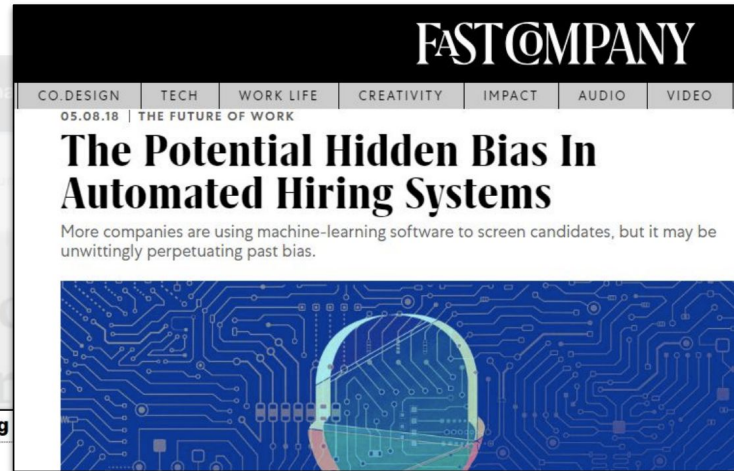 FAST COMPANY
CO.DESIGN TECH WORK LIFE CREATIVITY IMPACT AUDIO VIDEO
05.08.18 | THE FUTURE OF WORK
The Potential Hidden Bias In
Automated Hiring Systems
More companies are using machine-learning software to screen candidates, but it may be
unwittingly perpetuating past bias.
g